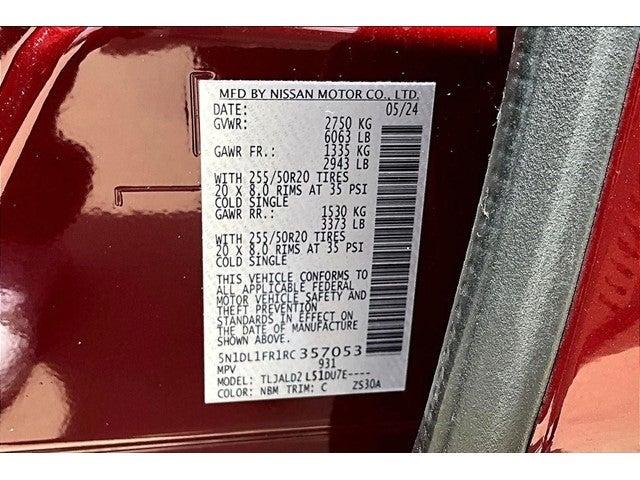 MFD BY NISSAN MOTOR CO., LTD.
DATE: 05/24
GVWR: 2750 KG
6063 LB
GAWR FR.: 1335 KG
2943 LB
WITH 255/50R20 TIRES
20 X 8.0 RIMS AT 35 PSI
COLD SINGLE
GAWR RR.: 1530 KG
3373 LB
WITH 255/50R20 TIRES
20 X 8.0 RIMS AT 35 PSI
COLD SINGLE
THIS VEHICLE CONFORMS TO
ALL APPLICABLE FEDERAL
MOTOR VEHICLE SAFETY AND
THEFT PREVENTION
STANDARDS IN EFFECT ON
THE DATE OF MANUFACTURE
SHOWN ABOVE.
5N1DL1FR1RC357053
MPV 931
MODEL: TLJALD2 L51DU7E----
COLOR: NBM TRIM: C ZS30A